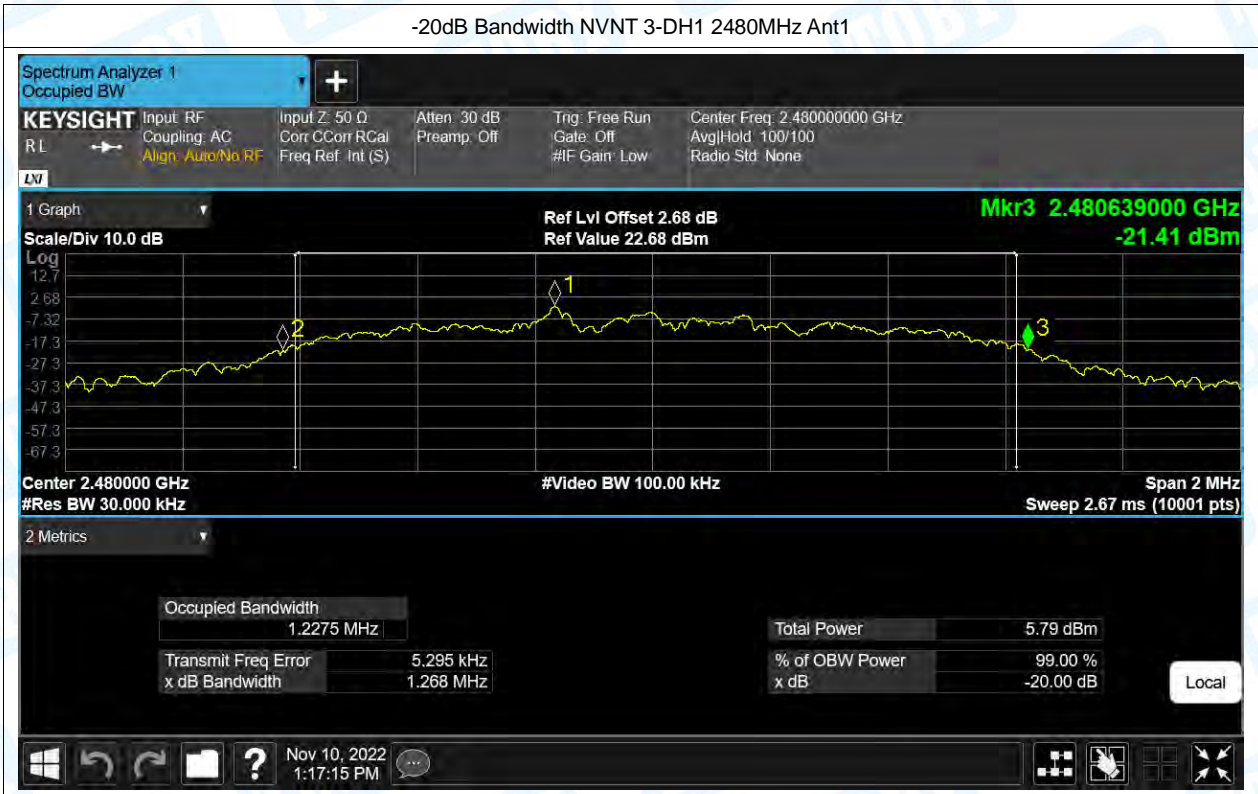 -20dB Bandwidth NVNT 3-DH1 2480MHz Ant1
Spectrum Analyzer 1
Occupied BW
+
KEYSIGHT
RL
LXI
Input: RF
Coupling: AC
Align: Auto/No RF
Input Z: 50 Ω
Corr CCorr RCal
Freq Ref: Int (S)
Atten: 30 dB
Preamp: Off
Trig: Free Run
Gate: Off
#IF Gain: Low
Center Freq: 2.480000000 GHz
Avg|Hold: 100/100
Radio Std: None
1 Graph
Scale/Div 10.0 dB
Ref Lvl Offset 2.68 dB
Ref Value 22.68 dBm
Mkr3 2.480639000 GHz
-21.41 dBm
Log
12.7
2.68
-7.32
-17.3
-27.3
-37.3
-47.3
-57.3
-67.3
1
2
3
Center 2.480000 GHz
#Res BW 30.000 kHz
#Video BW 100.00 kHz
Span 2 MHz
Sweep 2.67 ms (10001 pts)
2 Metrics
Occupied Bandwidth
1.2275 MHz
Transmit Freq Error 5.295 kHz
x dB Bandwidth 1.268 MHz
Total Power 5.79 dBm
% of OBW Power 99.00 %
x dB -20.00 dB
Local
?
Nov 10, 2022
1:17:15 PM